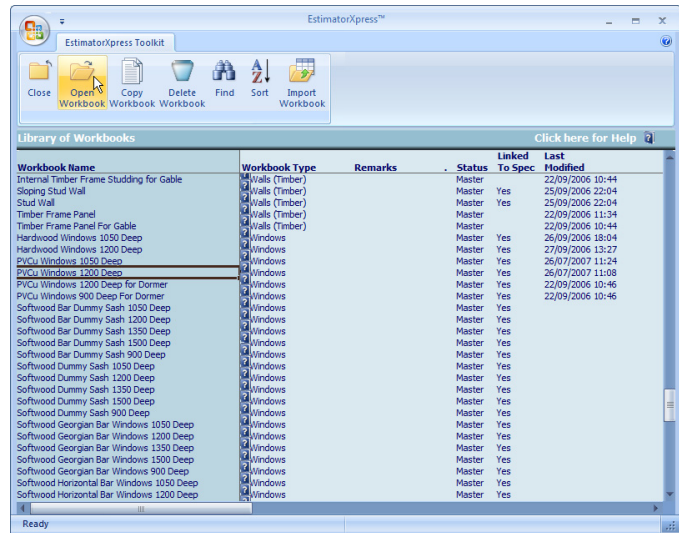 EstimatorXpress™
EstimatorXpress Toolkit
Close Open Workbook Copy Workbook Delete Workbook Find Sort Import Workbook
Library of Workbooks Click here for Help ?
Workbook Name Workbook Type Remarks . Status Linked To Spec Last Modified
Internal Timber Frame Studding for Gable ? Walls (Timber) Master 22/09/2006 10:44
Sloping Stud Wall ? Walls (Timber) Master Yes 25/09/2006 22:04
Stud Wall ? Walls (Timber) Master Yes 25/09/2006 22:04
Timber Frame Panel ? Walls (Timber) Master 22/09/2006 11:34
Timber Frame Panel For Gable ? Walls (Timber) Master 22/09/2006 10:44
Hardwood Windows 1050 Deep ? Windows Master Yes 26/09/2006 18:04
Hardwood Windows 1200 Deep ? Windows Master Yes 27/09/2006 13:27
PVCu Windows 1050 Deep ? Windows Master Yes 26/07/2007 11:24
PVCu Windows 1200 Deep ? Windows Master Yes 26/07/2007 11:08
PVCu Windows 1200 Deep for Dormer ? Windows Master Yes 22/09/2006 10:46
PVCu Windows 900 Deep For Dormer ? Windows Master Yes 22/09/2006 10:46
Softwood Bar Dummy Sash 1050 Deep ? Windows Master Yes
Softwood Bar Dummy Sash 1200 Deep ? Windows Master Yes
Softwood Bar Dummy Sash 1350 Deep ? Windows Master Yes
Softwood Bar Dummy Sash 1500 Deep ? Windows Master Yes
Softwood Bar Dummy Sash 900 Deep ? Windows Master Yes
Softwood Dummy Sash 1050 Deep ? Windows Master Yes
Softwood Dummy Sash 1200 Deep ? Windows Master Yes
Softwood Dummy Sash 1350 Deep ? Windows Master Yes
Softwood Dummy Sash 1500 Deep ? Windows Master Yes
Softwood Dummy Sash 900 Deep ? Windows Master Yes
Softwood Georgian Bar Windows 1050 Deep ? Windows Master Yes
Softwood Georgian Bar Windows 1200 Deep ? Windows Master Yes
Softwood Georgian Bar Windows 1350 Deep ? Windows Master Yes
Softwood Georgian Bar Windows 1500 Deep ? Windows Master Yes
Softwood Georgian Bar Windows 900 Deep ? Windows Master Yes
Softwood Horizontal Bar Windows 1050 Deep ? Windows Master Yes
Softwood Horizontal Bar Windows 1200 Deep ? Windows Master Yes
Ready